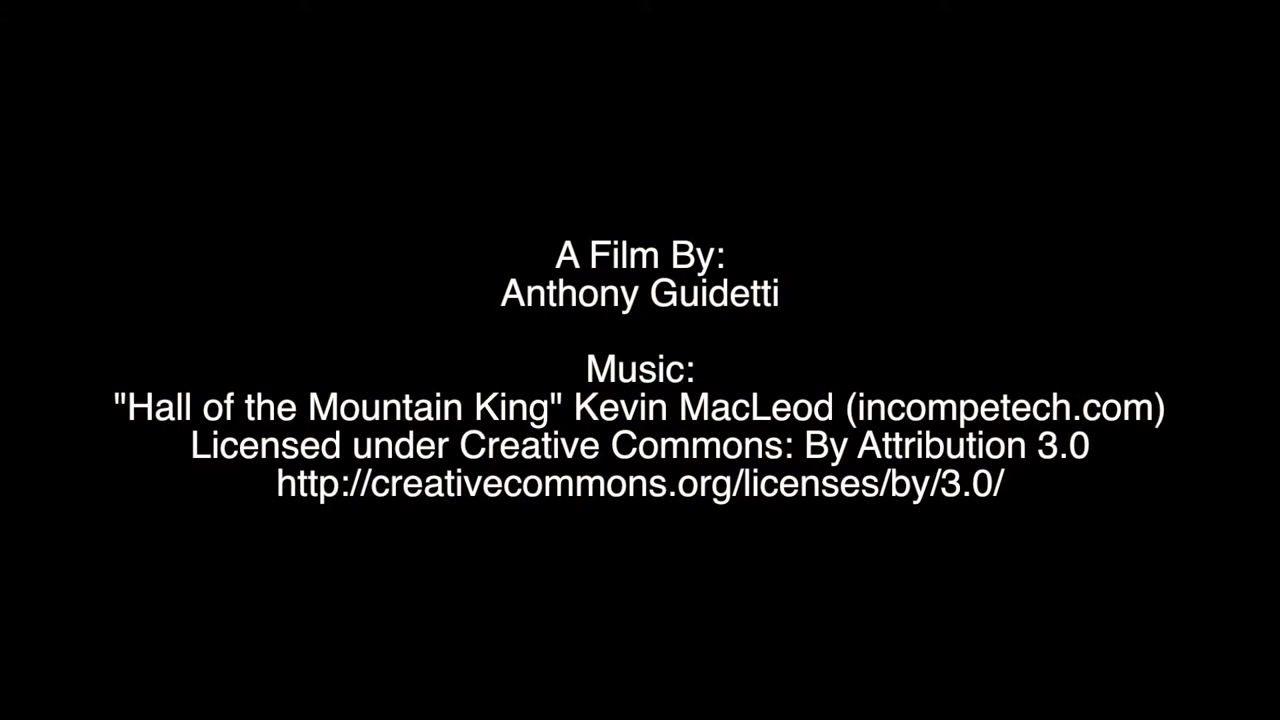 A Film By:
Anthony Guidetti
Music:
"Hall of the Mountain King" Kevin MacLeod (incompetech.com)
Licensed under Creative Commons: By Attribution 3.0
http://creativecommons.org/licenses/by/3.0/